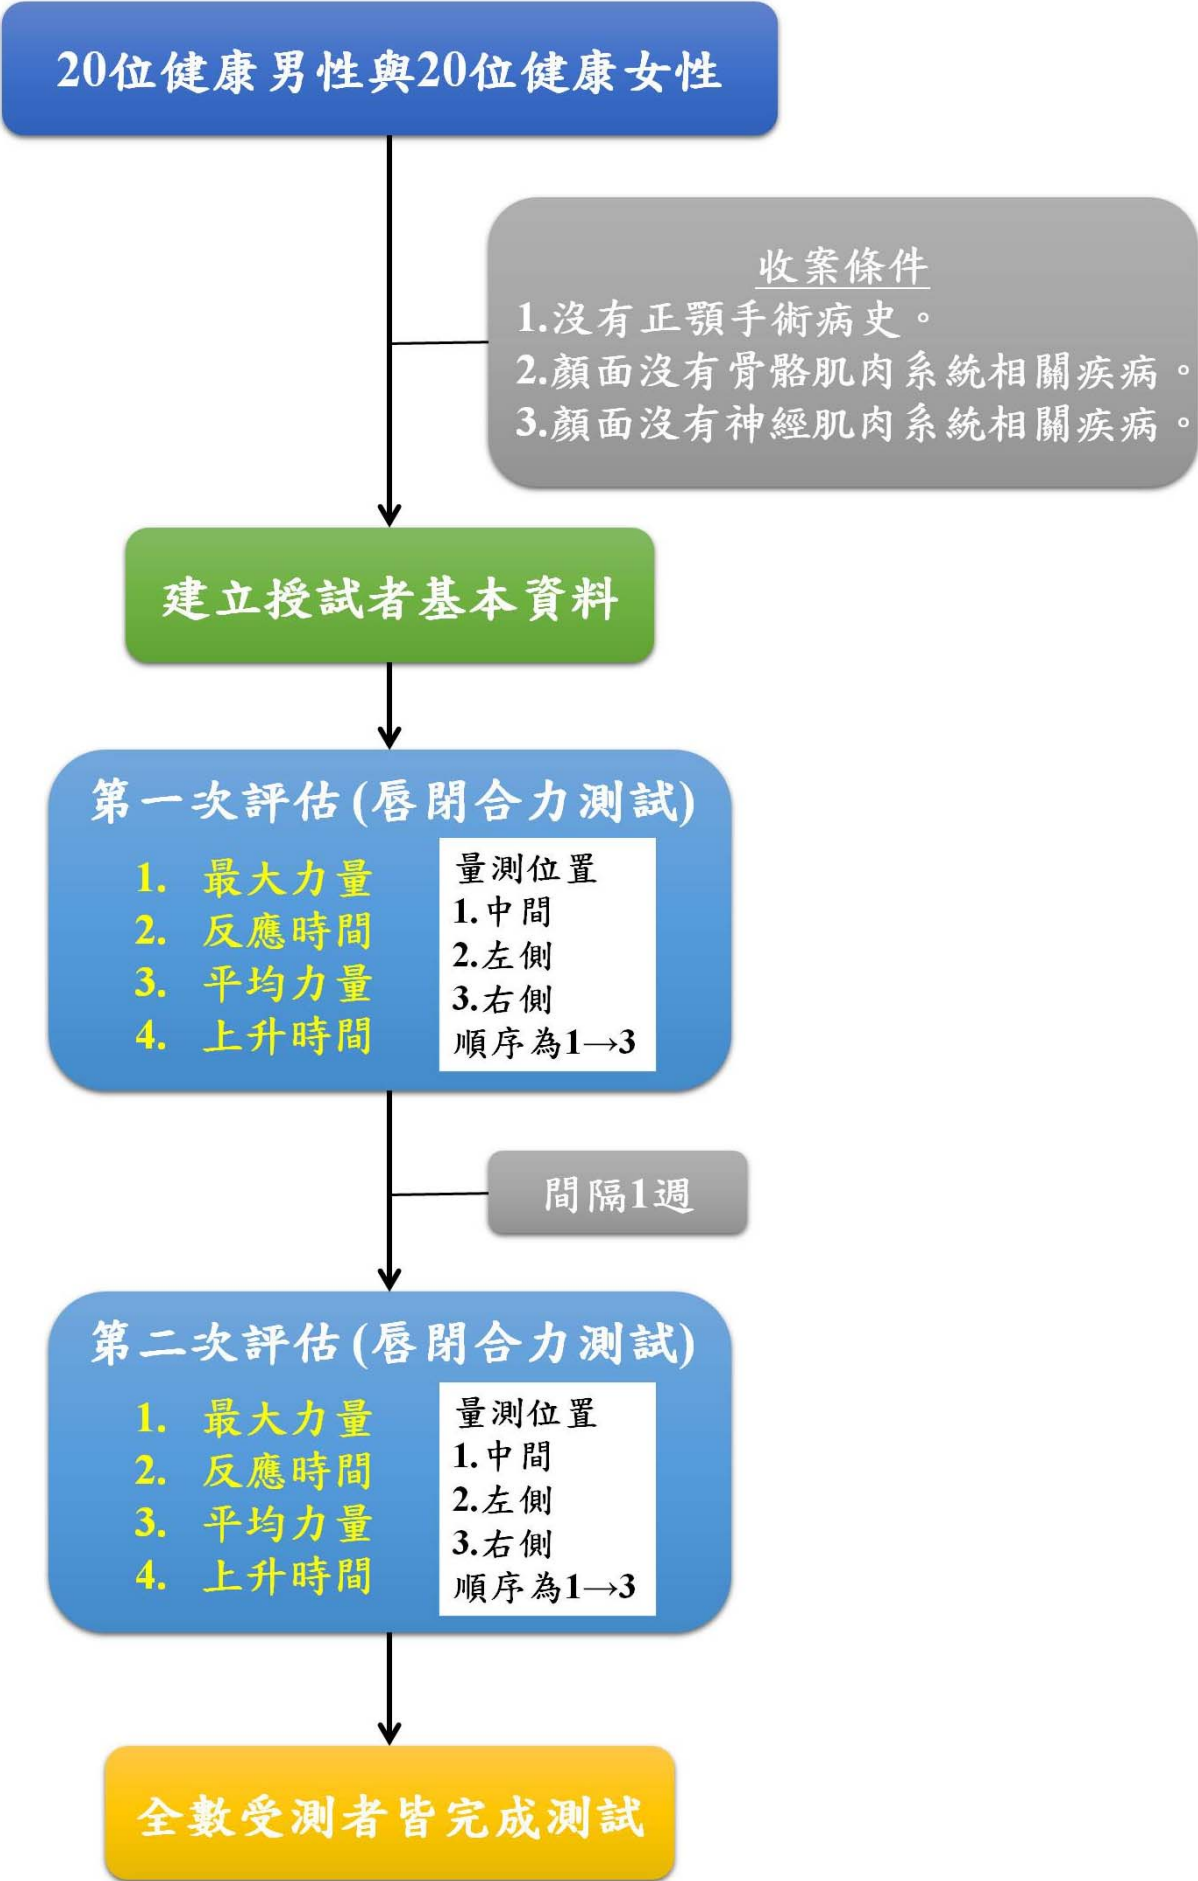 20位健康男性與20位健康女性
收案條件
1.沒有正顎手術病史。
2.顏面沒有骨骼肌肉系統相關疾病。
3.顏面沒有神經肌肉系統相關疾病。
建立授試者基本資料
第一次評估(唇閉合力測試)
1. 最大力量
2. 反應時間
3. 平均力量
4. 上升時間
量測位置
1.中間
2.左側
3.右側
順序為1→3
間隔1週
第二次評估(唇閉合力測試)
1. 最大力量
2. 反應時間
3. 平均力量
4. 上升時間
量測位置
1.中間
2.左側
3.右側
順序為1→3
全數受測者皆完成測試